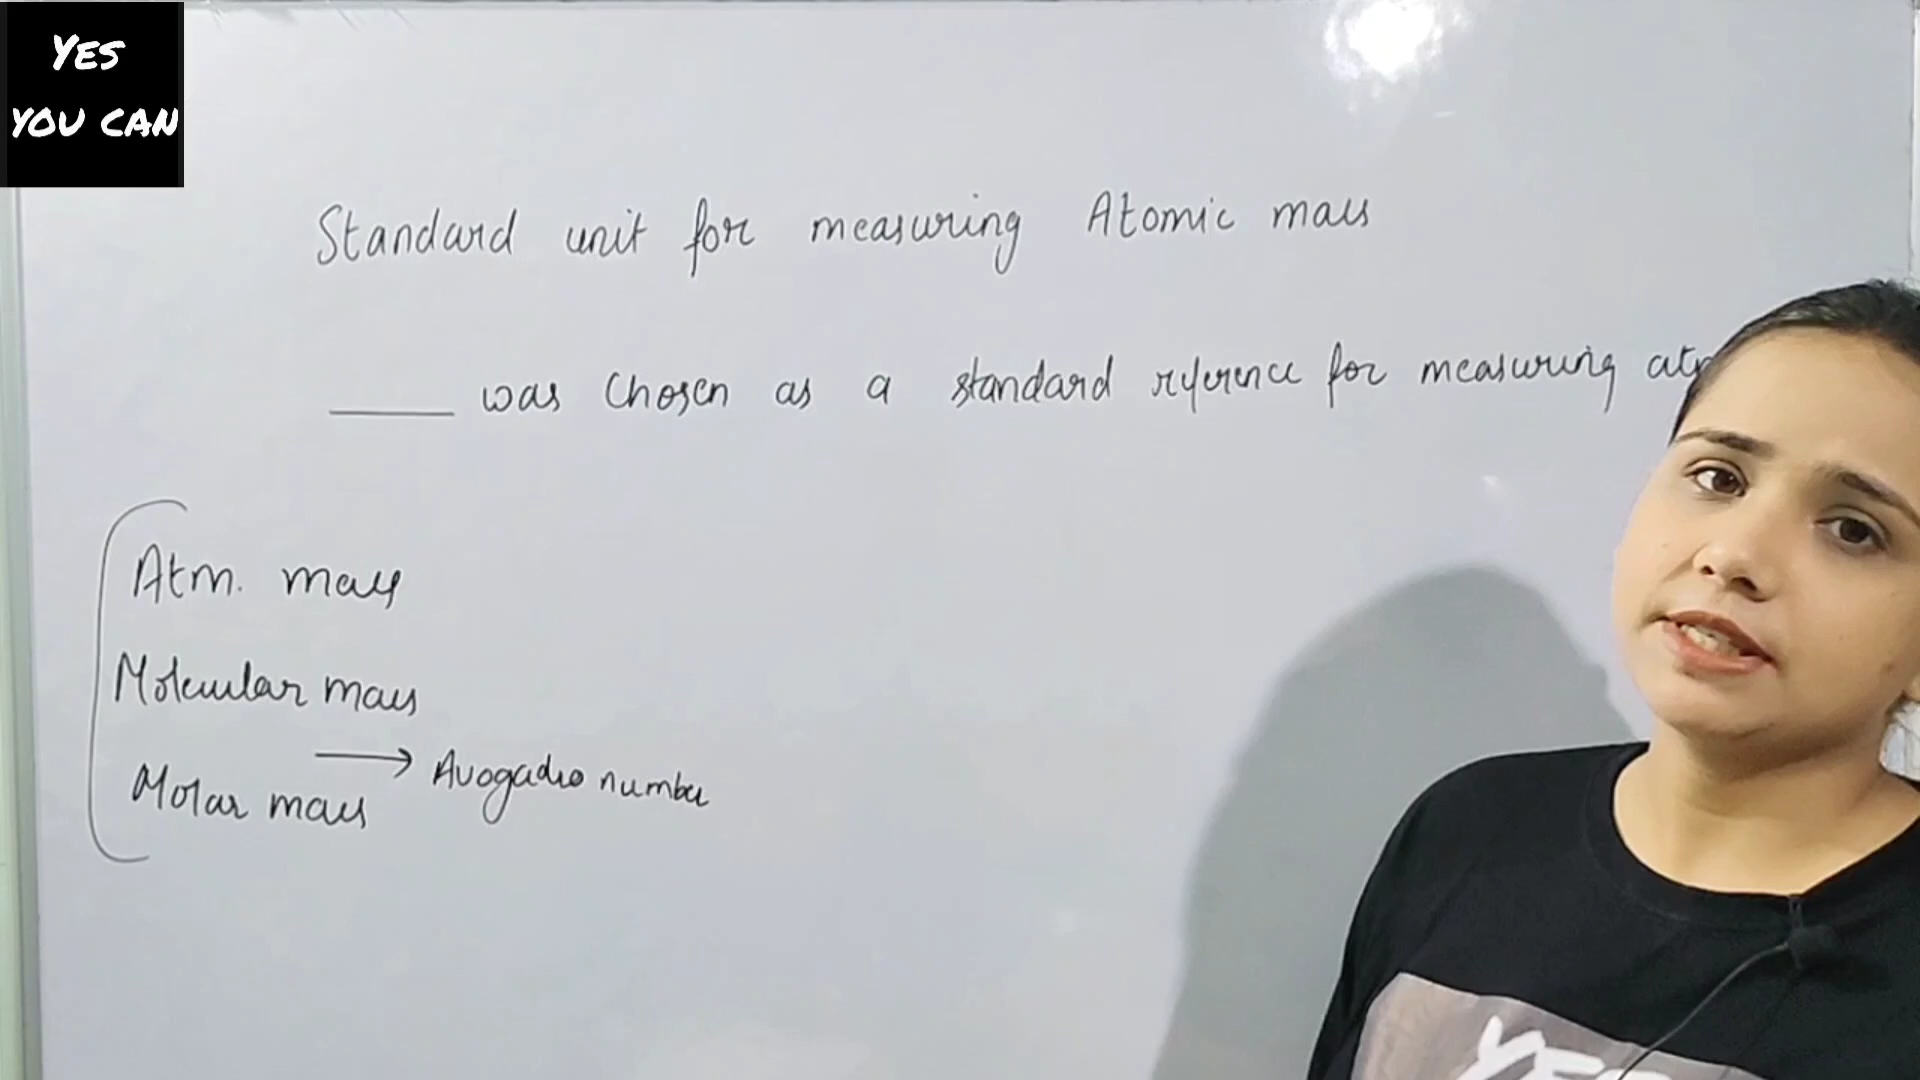 YES
YOU CAN
Standard unit for measuring Atomic mass
____ was chosen as a standard reference for measuring
Atm. mass
Molecular mass
Molar mass → Avogadro number
YES